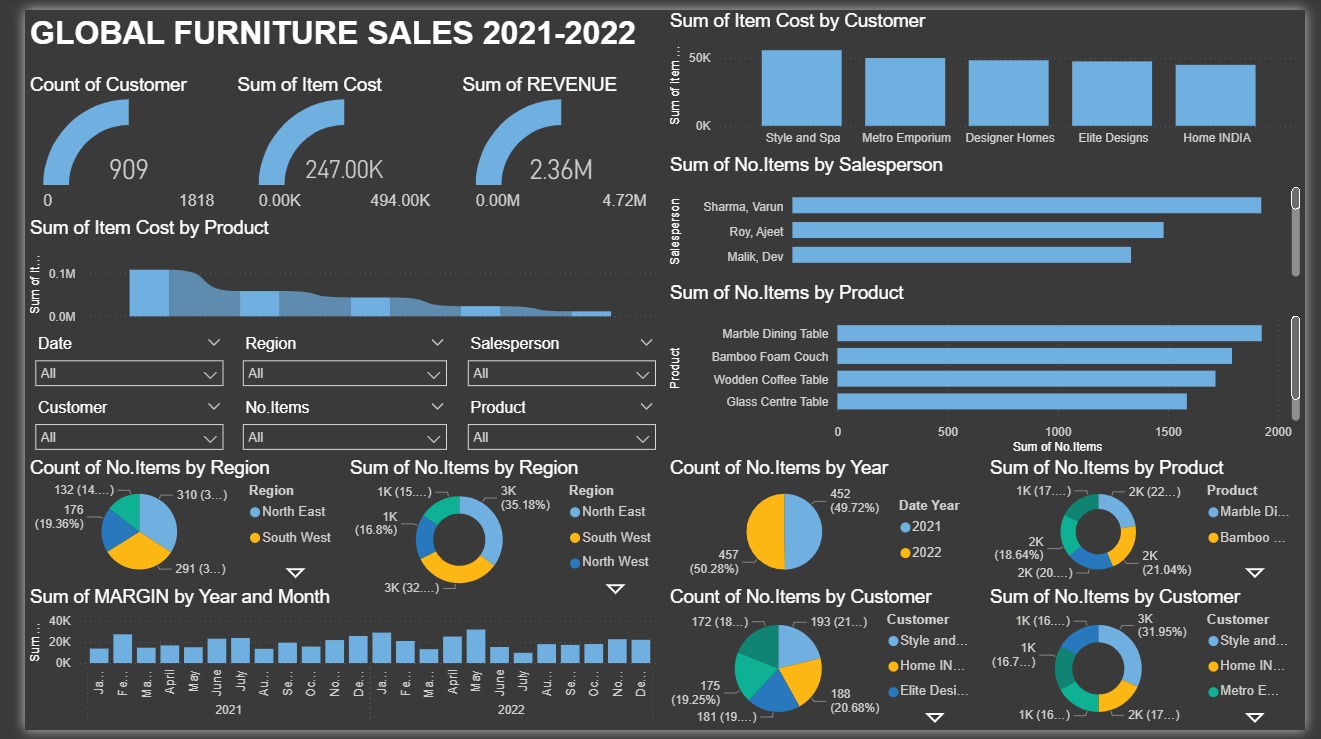 GLOBAL FURNITURE SALES 2021-2022
Count of Customer
909
0
1818
Sum of Item Cost
247.00K
0.00K
494.00K
Sum of REVENUE
2.36M
0.00M
4.72M
Sum of Item Cost by Product
Sum of It...
0.1M
0.0M
Date
All
Region
All
Salesperson
All
Customer
All
No.Items
All
Product
All
Count of No.Items by Region
132 (14....)
310 (3...)
176
(19.36%)
291 (3...)
Region
North East
South West
Sum of No.Items by Region
1K (15....)
3K
(35.18%)
1K
(16.8%)
3K (32....)
Region
North East
South West
North West
Sum of MARGIN by Year and Month
Sum ...
40K
20K
0K
Ja...
Fe...
Ma...
April
May
June
July
Au...
Se...
Oc...
No...
De...
Ja...
Fe...
Ma...
April
May
June
July
Au...
Se...
Oc...
No...
De...
2021
2022
Sum of Item Cost by Customer
Sum of Item ...
50K
0K
Style and Spa
Metro Emporium
Designer Homes
Elite Designs
Home INDIA
Sum of No.Items by Salesperson
Salesperson
Sharma, Varun
Roy, Ajeet
Malik, Dev
Sum of No.Items by Product
Product
Marble Dining Table
Bamboo Foam Couch
Wodden Coffee Table
Glass Centre Table
0
500
1000
1500
2000
Sum of No.Items
Count of No.Items by Year
452
(49.72%)
457
(50.28%)
Date Year
2021
2022
Sum of No.Items by Product
1K (17....)
2K (22...)
2K
(18.64%)
2K
(21.04%)
2K (20....)
Product
Marble Di...
Bamboo ...
Count of No.Items by Customer
172 (18...)
193 (21...)
175
(19.25%)
188
(20.68%)
181 (19....)
Customer
Style and...
Home IN...
Elite Desi...
Sum of No.Items by Customer
1K (16....)
3K
(31.95%)
1K
(16.7...)
1K (16...)
2K (17...)
Customer
Style and...
Home IN...
Metro E...